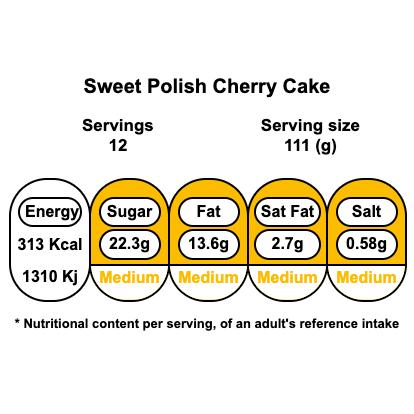 Sweet Polish Cherry Cake
Servings Serving size
12 111 (g)
Energy Sugar Fat Sat Fat Salt
313 Kcal 22.3g 13.6g 2.7g 0.58g
1310 Kj Medium Medium Medium Medium
* Nutritional content per serving, of an adult's reference intake